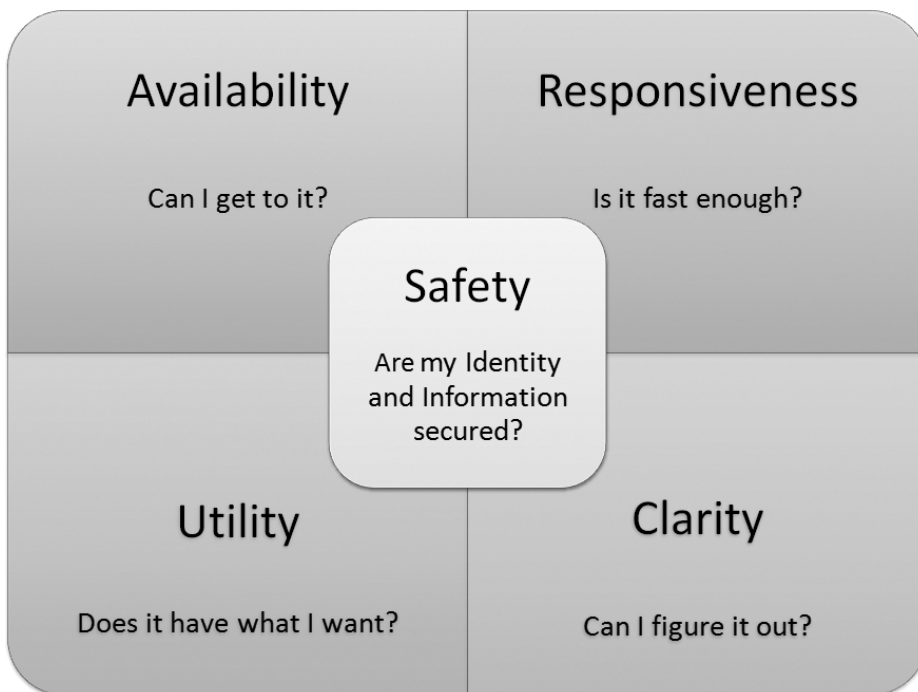 Availability
Can I get to it?
Responsiveness
Is it fast enough?
Safety
Are my Identity
and Information
secured?
Utility
Does it have what I want?
Clarity
Can I figure it out?